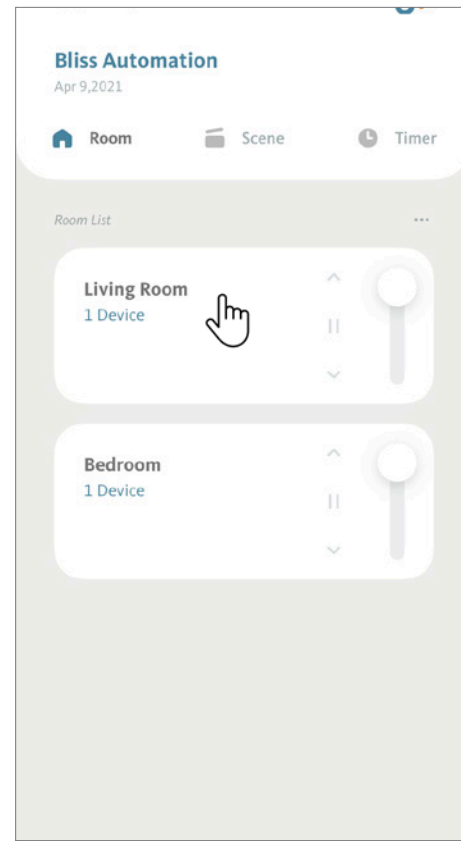 Bliss Automation
Apr 9,2021
Room Scene Timer
Room List
Living Room
1 Device
Bedroom
1 Device